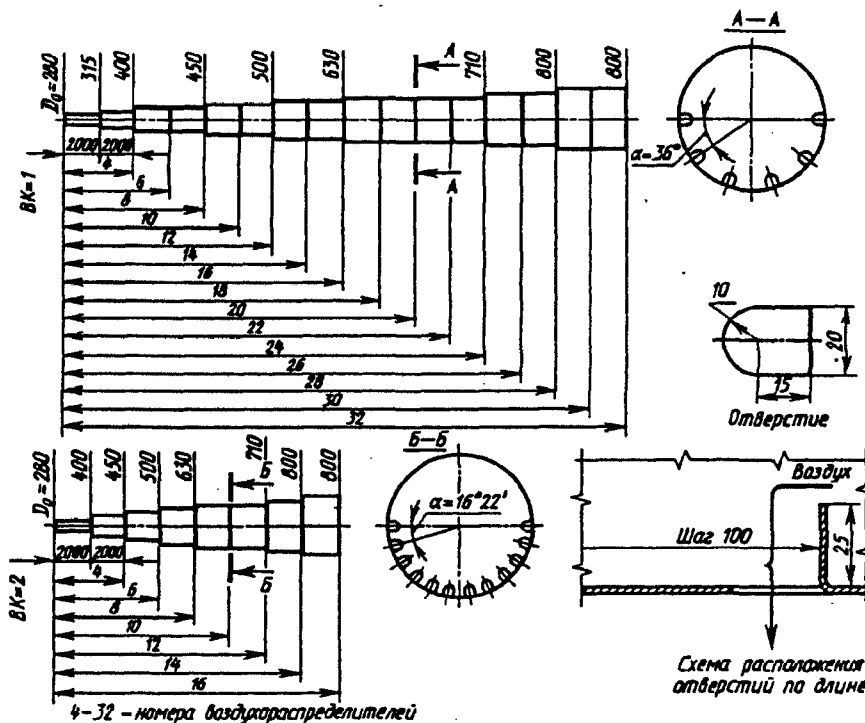 D₀=280
315
400
450
500
630
710
800
800
А
А
2000 2000
4
6
8
10
12
14
16
18
20
22
24
26
28
30
32
ВК=1
А—А
α=36°
10
20
15
Отверстие
D₀=280
400
450
500
630
710
800
800
Б
Б
2000 2000
4
6
8
10
12
14
16
ВК=2
Б—Б
α=16°22'
Воздух
Шаг 100
25
Схема расположения
отверстий по длине
4-32 - номера воздухораспределителей